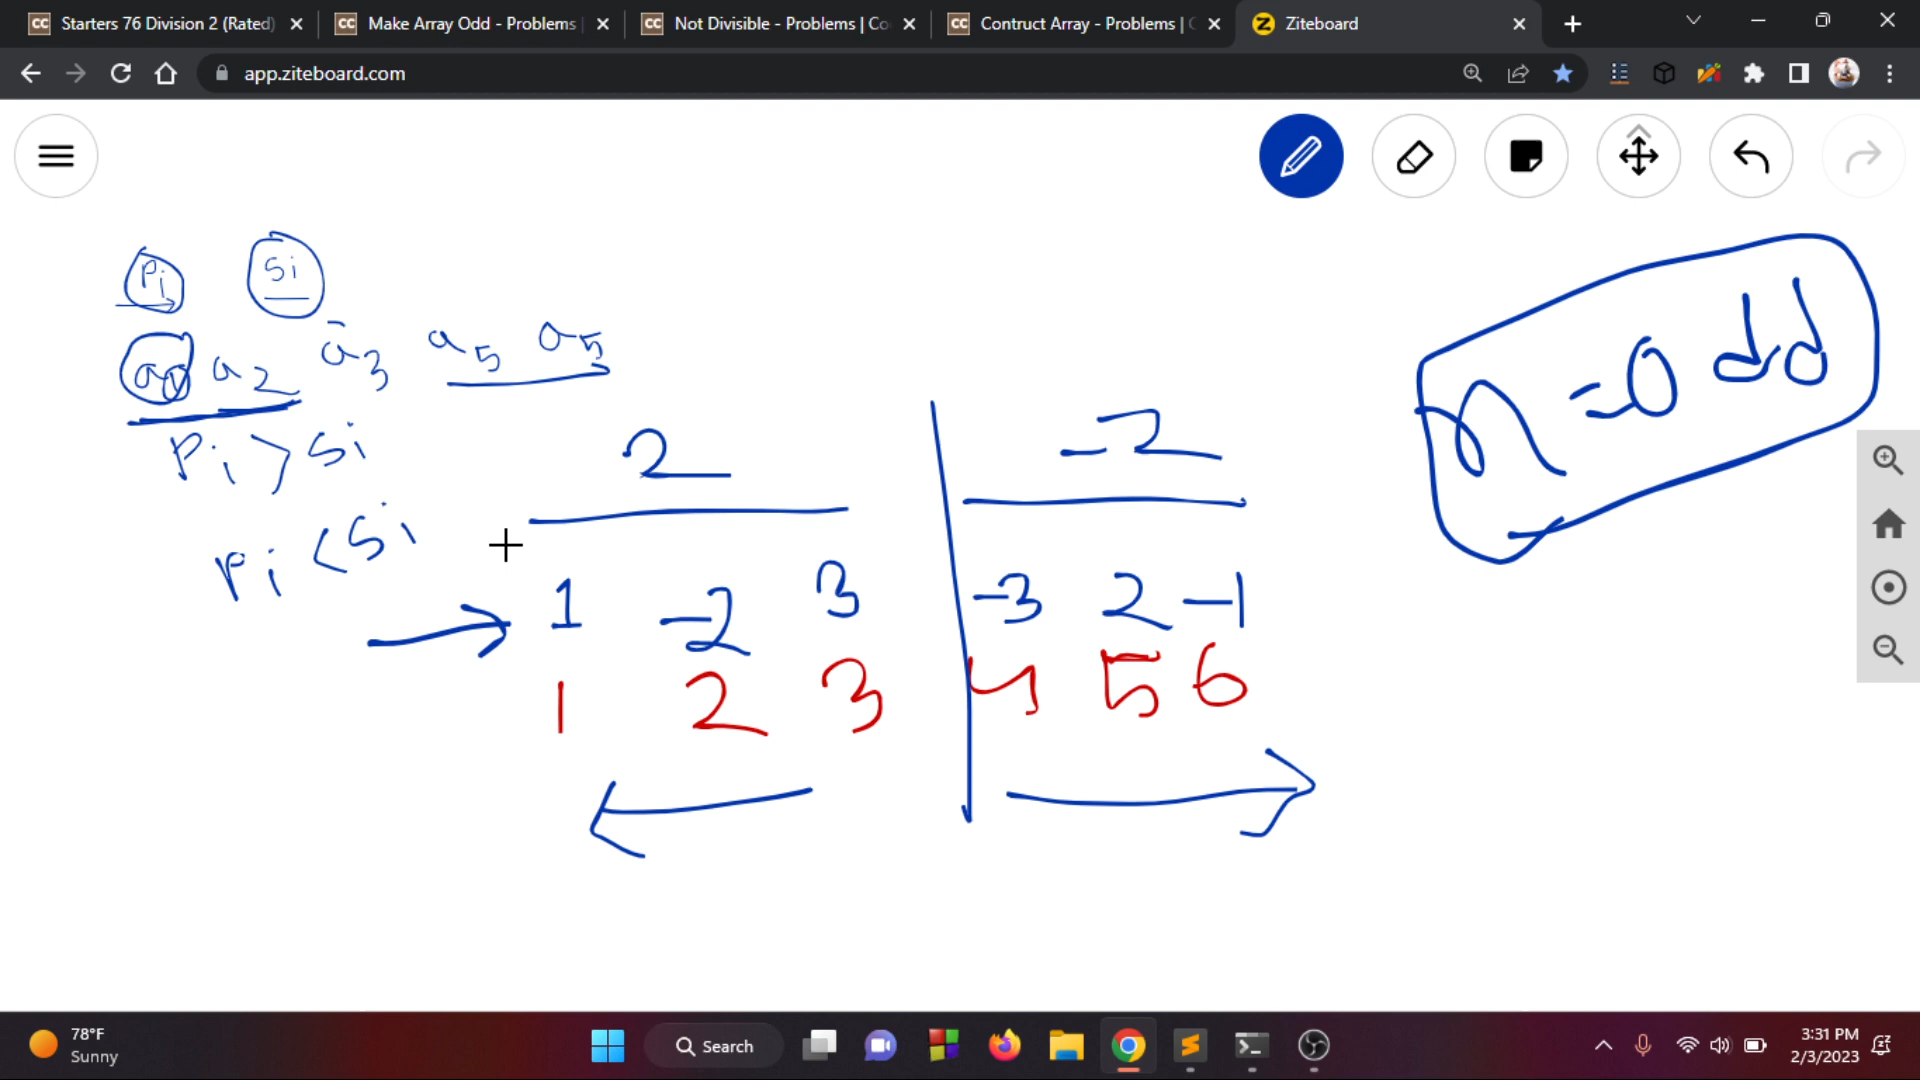 Starters 76 Division 2 (Rated)
Make Array Odd - Problems |
Not Divisible - Problems | Co
Contruct Array - Problems | C
Ziteboard
app.ziteboard.com
Pi Si
a2 a3 a5 a5
Pi > Si
Pi < Si
2 -2
n = odd
1 -2 3 -3 2 -1
1 2 3 4 5 6
78°F
Sunny
Search
3:31 PM
2/3/2023